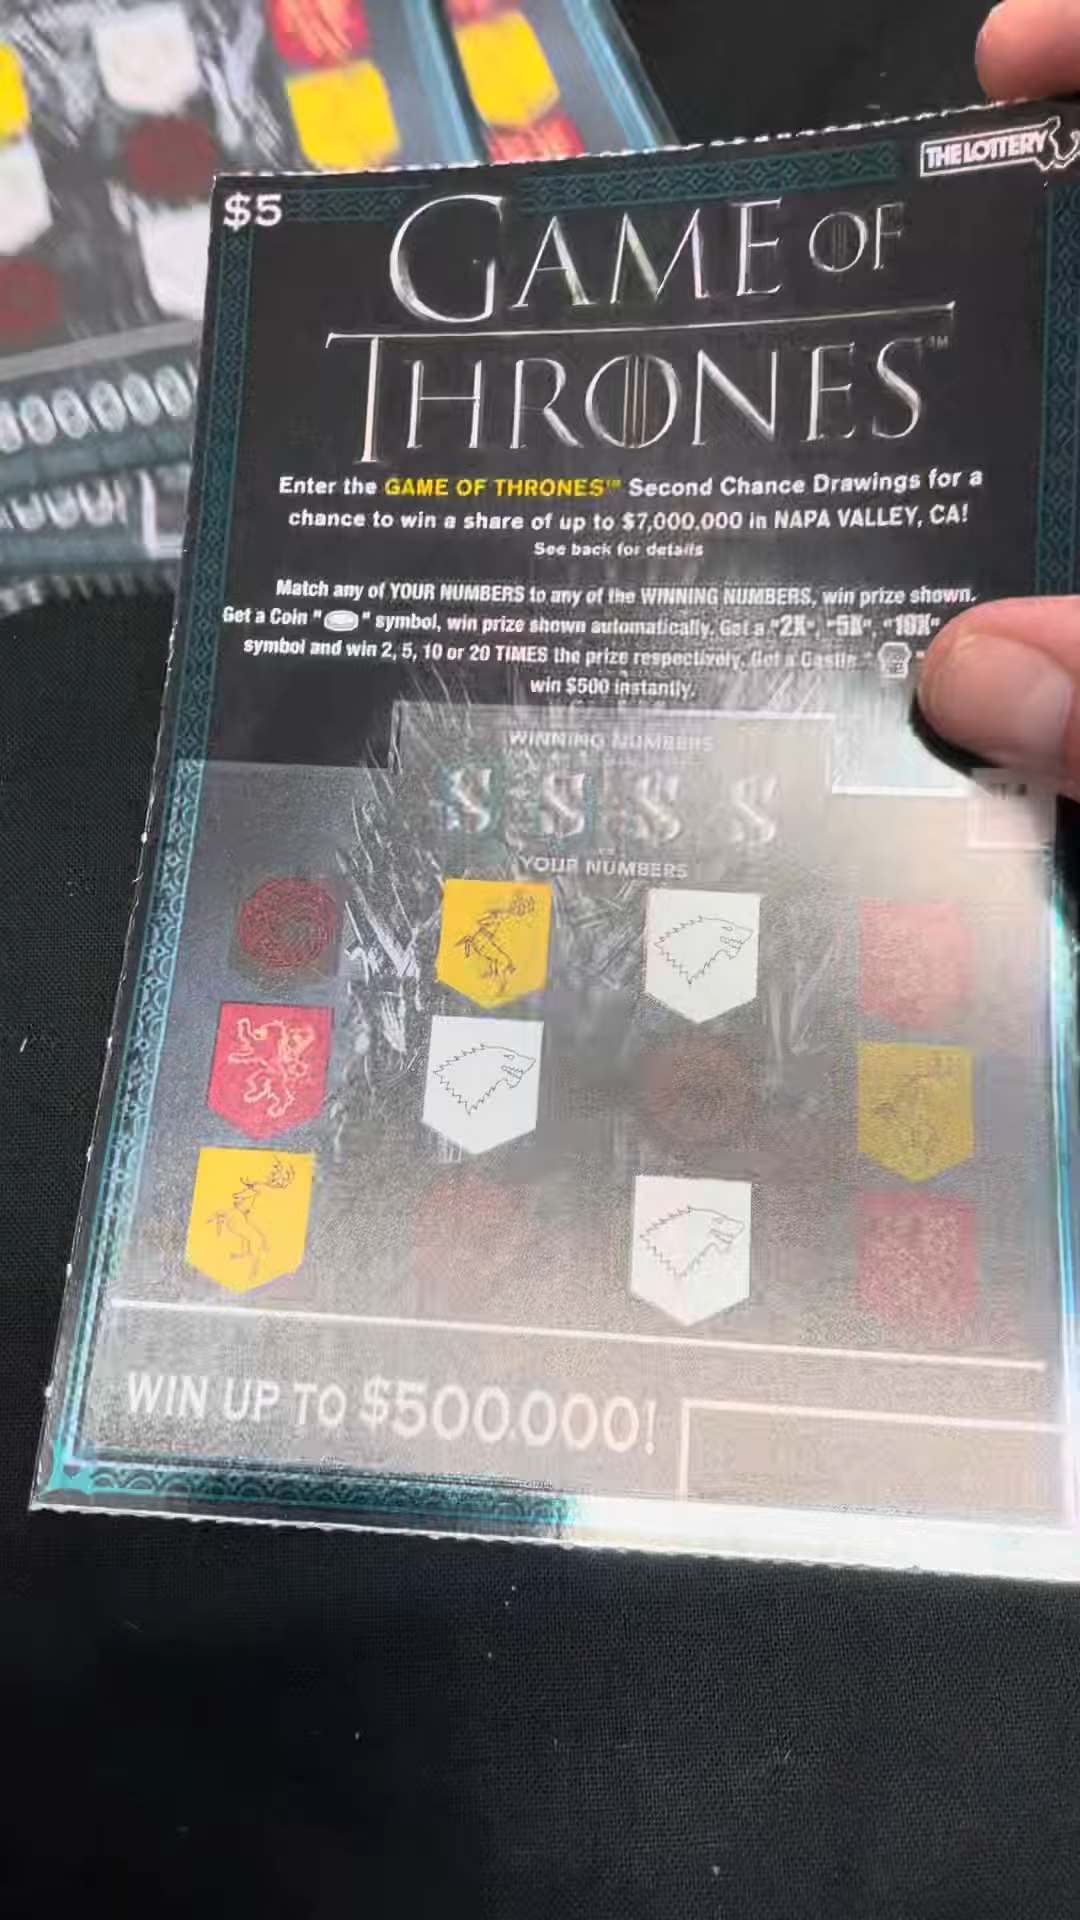 THE LOTTERY
$5
GAME OF
THRONES™
Enter the GAME OF THRONES™ Second Chance Drawings for a
chance to win a share of up to $7,000,000 in NAPA VALLEY, CA!
See back for details
Match any of YOUR NUMBERS to any of the WINNING NUMBERS, win prize shown.
Get a Coin " " symbol, win prize shown automatically. Get a "2X", "5X", "10X"
symbol and win 2, 5, 10 or 20 TIMES the prize respectively. Get a Castle " "
win $500 instantly.
WINNING NUMBERS
$ $ $ $
YOUR NUMBERS
WIN UP TO $500,000!